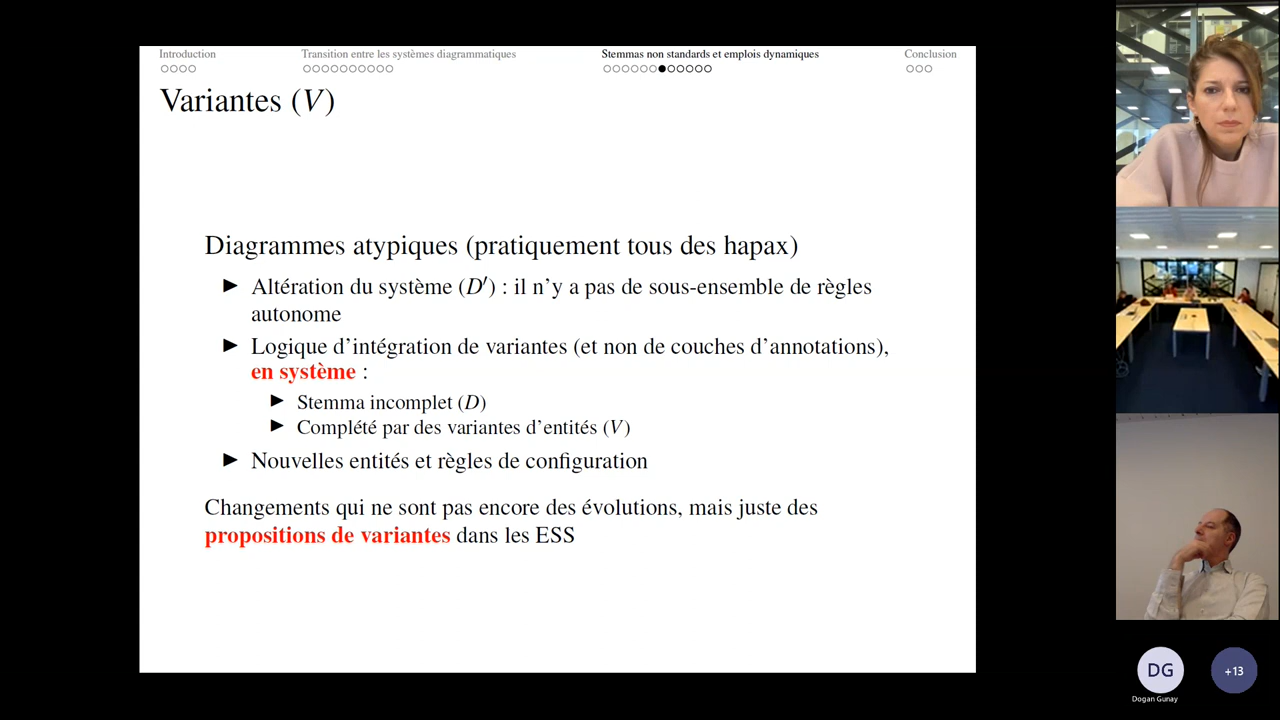 Introduction
Transition entre les systèmes diagrammatiques
Stemmas non standards et emplois dynamiques
Conclusion
Variantes (V)
Diagrammes atypiques (pratiquement tous des hapax)
Altération du système (D′) : il n’y a pas de sous-ensemble de règles
autonome
Logique d’intégration de variantes (et non de couches d’annotations),
en système :
Stemma incomplet (D)
Complété par des variantes d’entités (V)
Nouvelles entités et règles de configuration
Changements qui ne sont pas encore des évolutions, mais juste des
propositions de variantes dans les ESS
DG
Dogan Gunay
+13